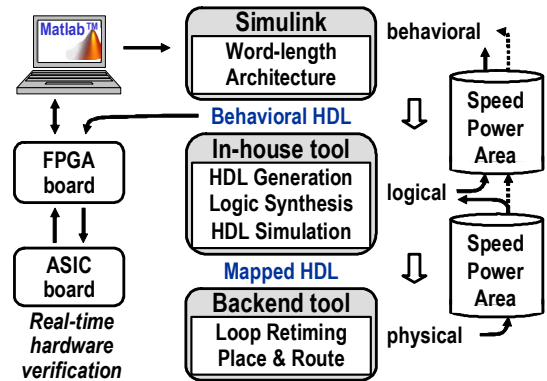 Matlab™
Simulink
Word-length
Architecture
behavioral
Speed
Power
Area
Behavioral HDL
FPGA
board
In-house tool
HDL Generation
Logic Synthesis
HDL Simulation
logical
ASIC
board
Mapped HDL
Speed
Power
Area
Real-time
hardware
verification
Backend tool
Loop Retiming
Place & Route
physical